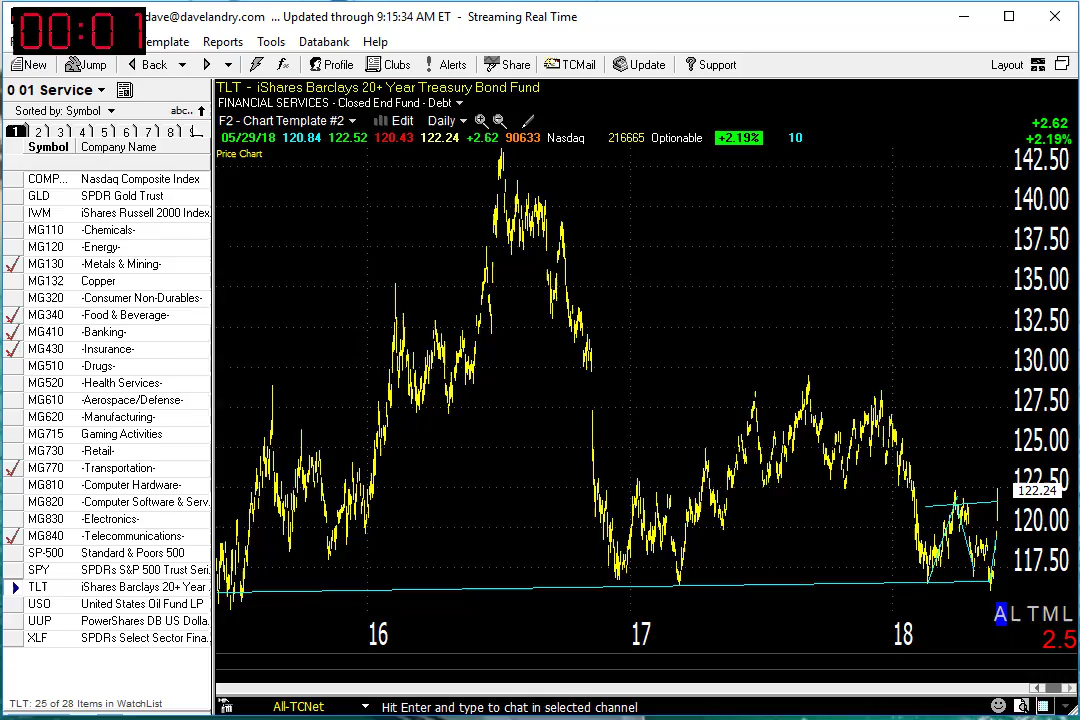 00:01
dave@davelandry.com ... Updated through 9:15:34 AM ET - Streaming Real Time
emplate Reports Tools Databank Help
New Jump Back Profile Clubs Alerts Share TCMail Update Support Layout
0 01 Service
Sorted by: Symbol abc..
1 2 3 4 5 6 7 8
Symbol Company Name
COMP... Nasdaq Composite Index
GLD SPDR Gold Trust
IWM iShares Russell 2000 Index.
MG110 -Chemicals-
MG120 -Energy-
MG130 -Metals & Mining-
MG132 Copper
MG320 -Consumer Non-Durables-
MG340 -Food & Beverage-
MG410 -Banking-
MG430 -Insurance-
MG510 -Drugs-
MG520 -Health Services-
MG610 -Aerospace/Defense-
MG620 -Manufacturing-
MG715 Gaming Activities
MG730 -Retail-
MG770 -Transportation-
MG810 -Computer Hardware-
MG820 -Computer Software & Serv.
MG830 -Electronics-
MG840 -Telecommunications-
SP-500 Standard & Poors 500
SPY SPDRs S&P 500 Trust Seri.
TLT iShares Barclays 20+ Year
USO United States Oil Fund LP
UUP PowerShares DB US Dolla.
XLF SPDRs Select Sector Fina.
TLT: 25 of 28 Items in WatchList
TLT - iShares Barclays 20+ Year Treasury Bond Fund
FINANCIAL SERVICES - Closed End Fund - Debt
F2 - Chart Template #2 Edit Daily
05/29/18 120.84 122.52 120.43 122.24 +2.62 90633 Nasdaq 216665 Optionable +2.19% 10
+2.62
+2.19%
Price Chart
142.50
140.00
137.50
135.00
132.50
130.00
127.50
125.00
122.50
122.24
120.00
117.50
A L T M L
16 17 18
2.5
All-TCNet Hit Enter and type to chat in selected channel